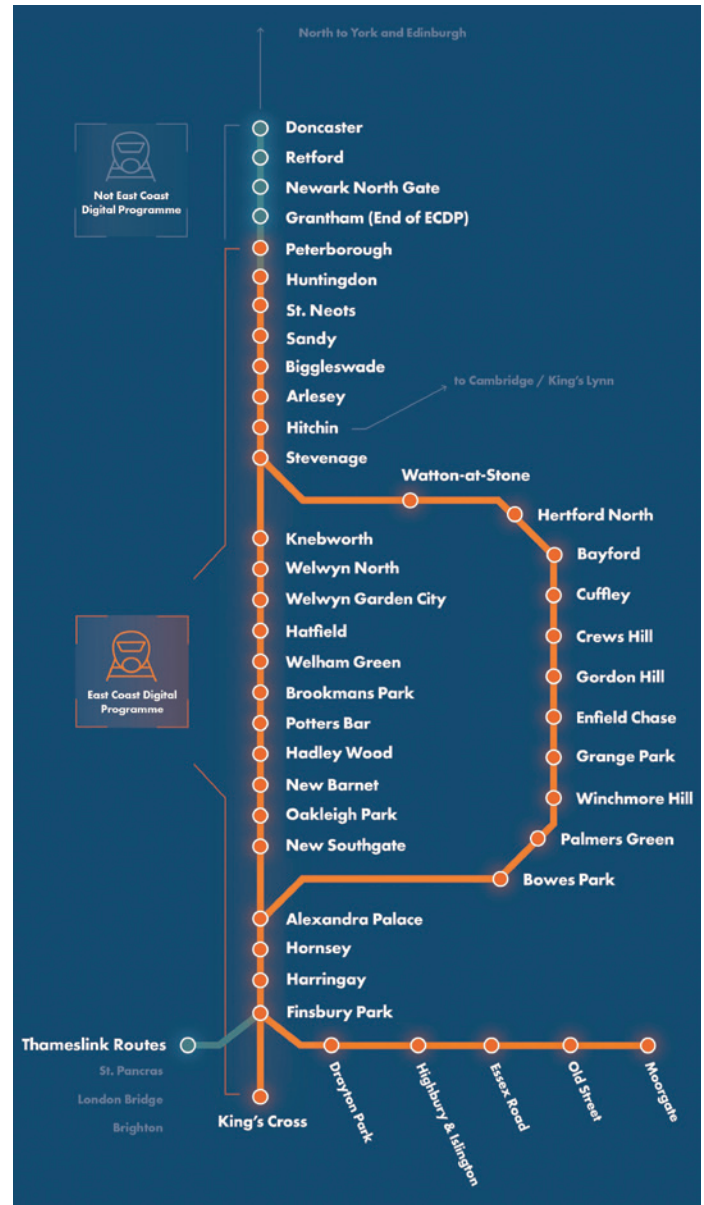 North to York and Edinburgh
Doncaster
Retford
Not East Coast
Digital Programme
Newark North Gate
Grantham (End of ECDP)
Peterborough
Huntingdon
St. Neots
Sandy
Biggleswade
to Cambridge / King's Lynn
Arlesey
Hitchin
Stevenage
Watton-at-Stone
Hertford North
Knebworth
Bayford
Welwyn North
Cuffley
Welwyn Garden City
Hatfield
Crews Hill
Welham Green
Gordon Hill
East Coast Digital
Programme
Brookmans Park
Potters Bar
Enfield Chase
Hadley Wood
Grange Park
New Barnet
Winchmore Hill
Oakleigh Park
New Southgate
Palmers Green
Bowes Park
Alexandra Palace
Hornsey
Harringay
Finsbury Park
Thameslink Routes
St. Pancras
London Bridge
Brighton
King's Cross
Drayton Park
Highbury & Islington
Essex Road
Old Street
Moorgate